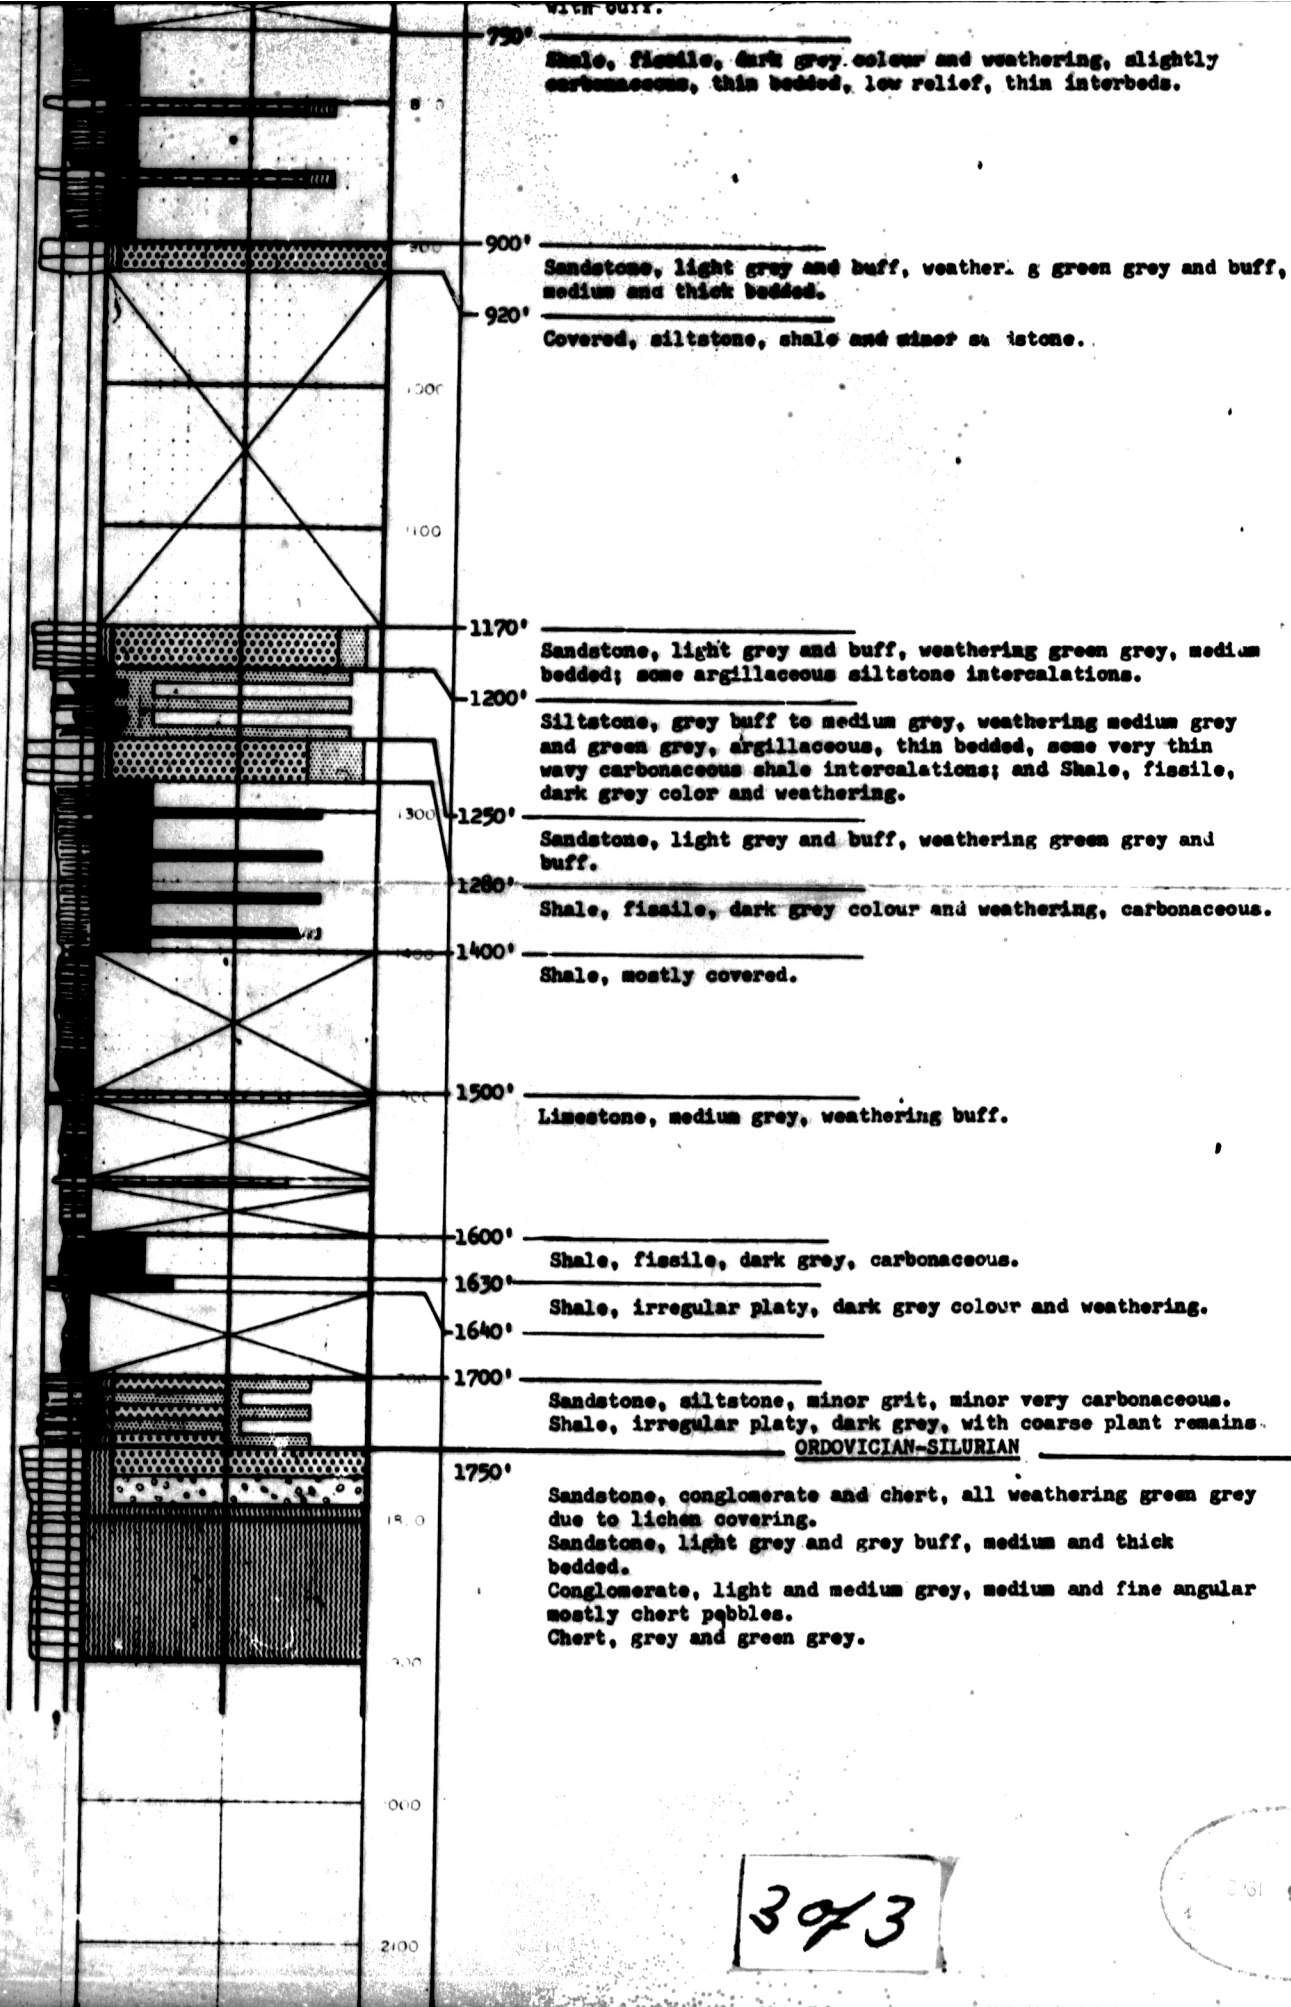 with buff.
750'
Shale, fissile, dark grey colour and weathering, slightly
carbonaceous, thin bedded, low relief, thin interbeds.
900
900'
Sandstone, light grey and buff, g green grey and buff,
medium and thick bedded.
920'
Covered, siltstone, shale and minor
1000
1100
1170'
Sandstone, light grey and buff, weathering green grey, medium
bedded; some argillaceous siltstone intercalations.
1200'
Siltstone, grey buff to medium grey, weathering medium grey
and green grey, argillaceous, thin bedded, some very thin
wavy carbonaceous shale intercalations; and Shale, fissile,
dark grey color and weathering.
1300
1250'
Sandstone, light grey and buff, weathering green grey and
buff.
1280'
Shale, fissile, dark grey colour and weathering, carbonaceous.
1400
1400'
Shale, mostly covered.
1500'
Limestone, medium grey, weathering buff.
1600'
Shale, fissile, dark grey, carbonaceous.
1630'
Shale, irregular platy, dark grey colour and weathering.
1640'
1700'
Sandstone, siltstone, minor grit, minor very carbonaceous.
Shale, irregular platy, dark grey, with coarse plant remains.
ORDOVICIAN-SILURIAN
1750'
Sandstone, conglomerate and chert, all weathering green grey
due to lichen covering.
Sandstone, light grey and grey buff, medium and thick
bedded.
Conglomerate, light and medium grey, medium and fine angular
mostly chert pebbles.
Chert, grey and green grey.
2100
3 of 3